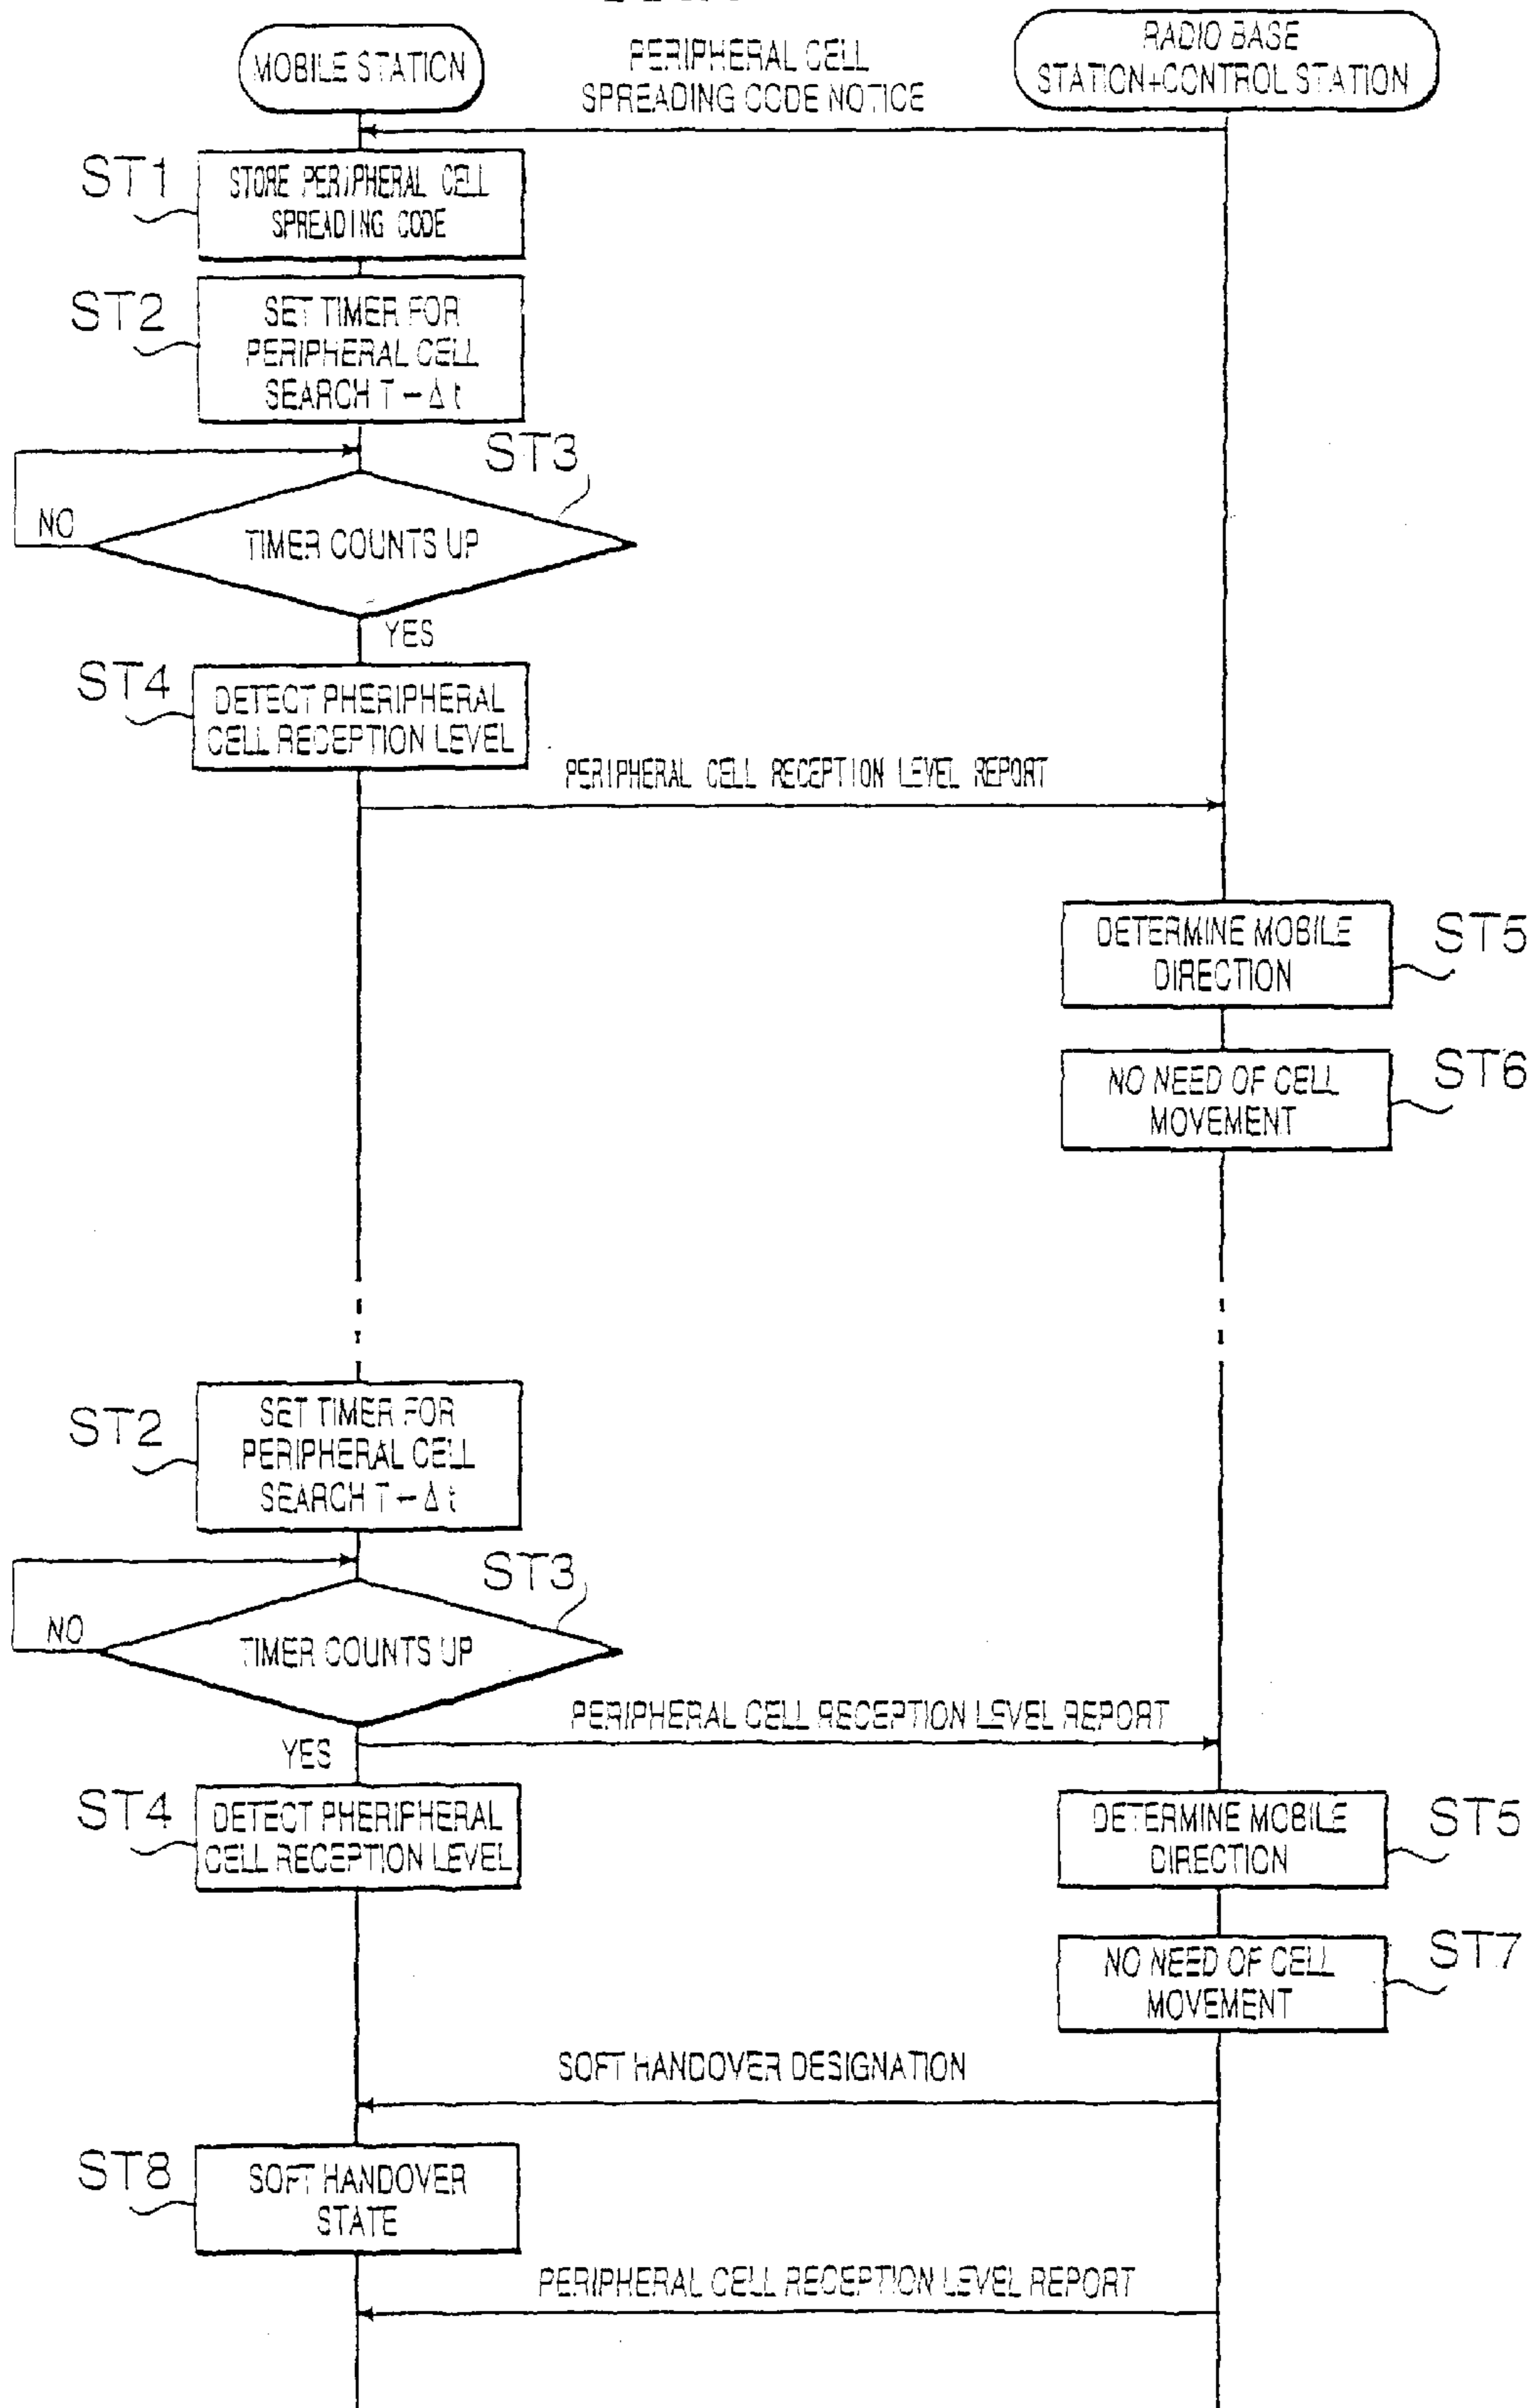 MOBILE STATION
PERIPHERAL CELL
SPREADING CODE NOTICE
RADIO BASE
STATION+CONTROL STATION
ST1
STORE PERIPHERAL CELL
SPREADING CODE
ST2
SET TIMER FOR
PERIPHERAL CELL
SEARCH T-Δt
ST3
NO
TIMER COUNTS UP
YES
ST4
DETECT PHERIPHERAL
CELL RECEPTION LEVEL
PERIPHERAL CELL RECEPTION LEVEL REPORT
DETERMINE MOBILE
DIRECTION
ST5
NO NEED OF CELL
MOVEMENT
ST6
ST2
SET TIMER FOR
PERIPHERAL CELL
SEARCH T-Δt
ST3
NO
TIMER COUNTS UP
PERIPHERAL CELL RECEPTION LEVEL REPORT
YES
ST4
DETECT PHERIPHERAL
CELL RECEPTION LEVEL
DETERMINE MOBILE
DIRECTION
ST5
NO NEED OF CELL
MOVEMENT
ST7
SOFT HANDOVER DESIGNATION
ST8
SOFT HANDOVER
STATE
PERIPHERAL CELL RECEPTION LEVEL REPORT